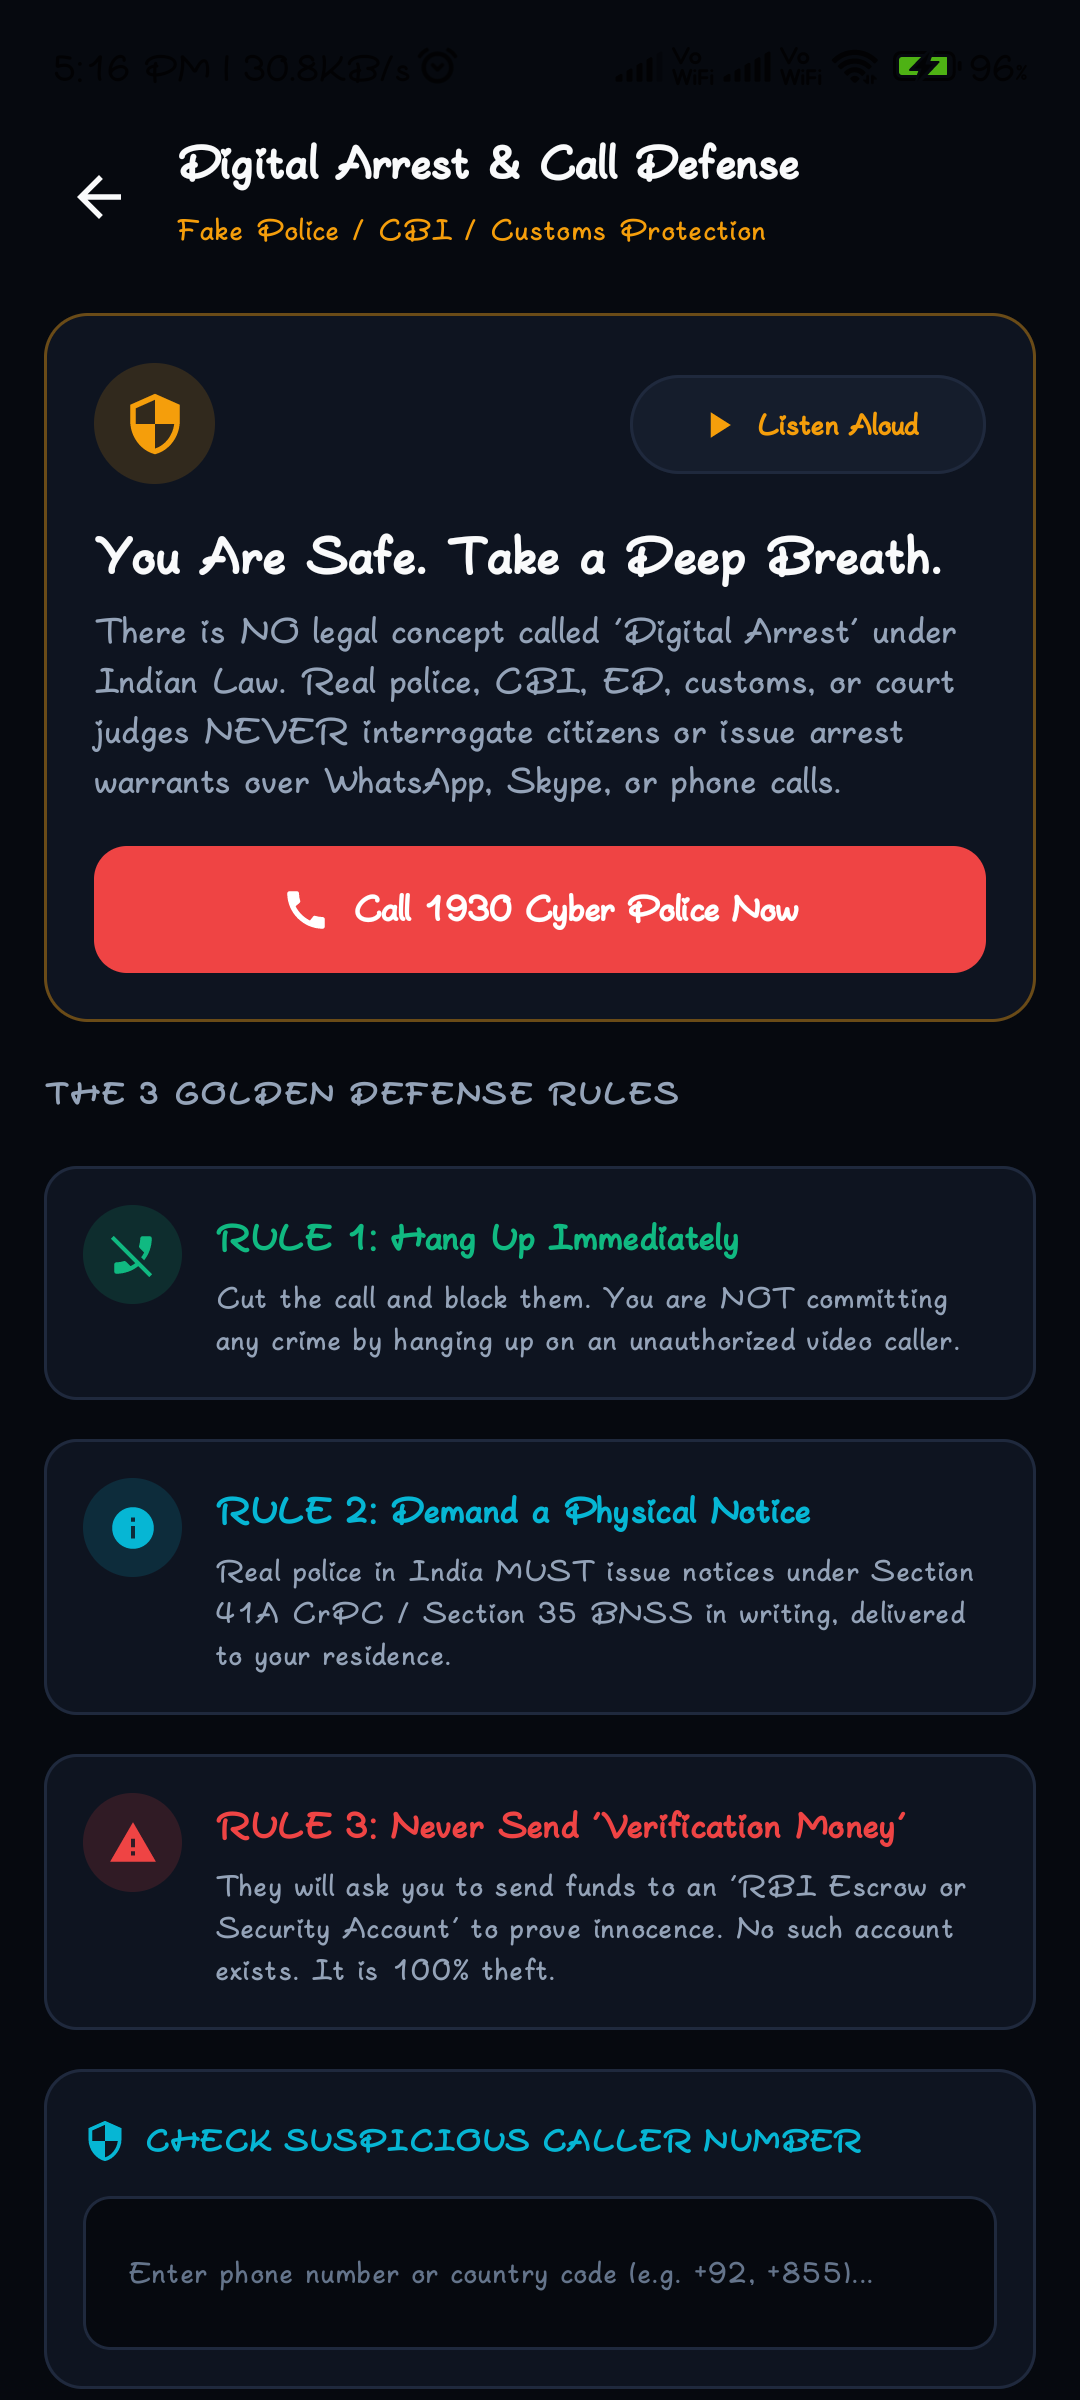 5:16 PM | 30.8KB/s
Vo WiFi Vo WiFi 96%
Digital Arrest & Call Defense
Fake Police / CBI / Customs Protection
Listen Aloud
You Are Safe. Take a Deep Breath.
There is NO legal concept called 'Digital Arrest' under
Indian Law. Real police, CBI, ED, customs, or court
judges NEVER interrogate citizens or issue arrest
warrants over WhatsApp, Skype, or phone calls.
Call 1930 Cyber Police Now
THE 3 GOLDEN DEFENSE RULES
RULE 1: Hang Up Immediately
Cut the call and block them. You are NOT committing
any crime by hanging up on an unauthorized video caller.
RULE 2: Demand a Physical Notice
Real police in India MUST issue notices under Section
41A CrPC / Section 35 BNSS in writing, delivered
to your residence.
RULE 3: Never Send 'Verification Money'
They will ask you to send funds to an 'RBI Escrow or
Security Account' to prove innocence. No such account
exists. It is 100% theft.
CHECK SUSPICIOUS CALLER NUMBER
Enter phone number or country code (e.g. +92, +855)...